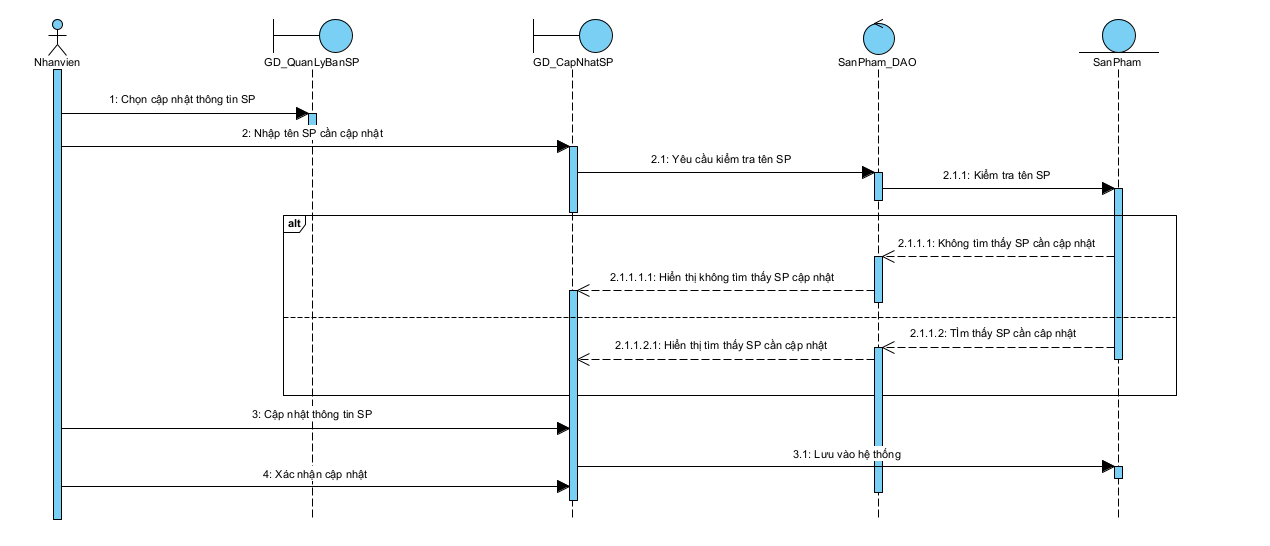 Nhanvien
GD_QuanLyBanSP
GD_CapNhatSP
SanPham_DAO
SanPham
1: Chọn cập nhật thông tin SP
2: Nhập tên SP cần cập nhật
2.1: Yêu cầu kiểm tra tên SP
2.1.1: Kiểm tra tên SP
alt
2.1.1.1: Không tìm thấy SP cần cập nhật
2.1.1.1.1: Hiển thị không tìm thấy SP cập nhật
2.1.1.2: TÌm thấy SP cần câp nhật
2.1.1.2.1: Hiển thị tìm thấy SP cần cập nhật
3: Cập nhật thông tin SP
3.1: Lưu vào hệ thống
4: Xác nhận cập nhật